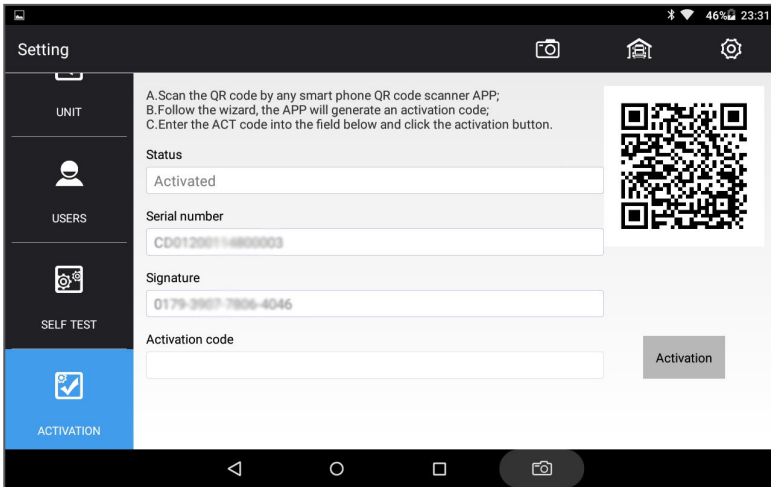 46% 23:31
Setting
UNIT
USERS
SELF TEST
ACTIVATION
A.Scan the QR code by any smart phone QR code scanner APP;
B.Follow the wizard, the APP will generate an activation code;
C.Enter the ACT code into the field below and click the activation button.
Status
Activated
Serial number
Signature
Activation code
Activation